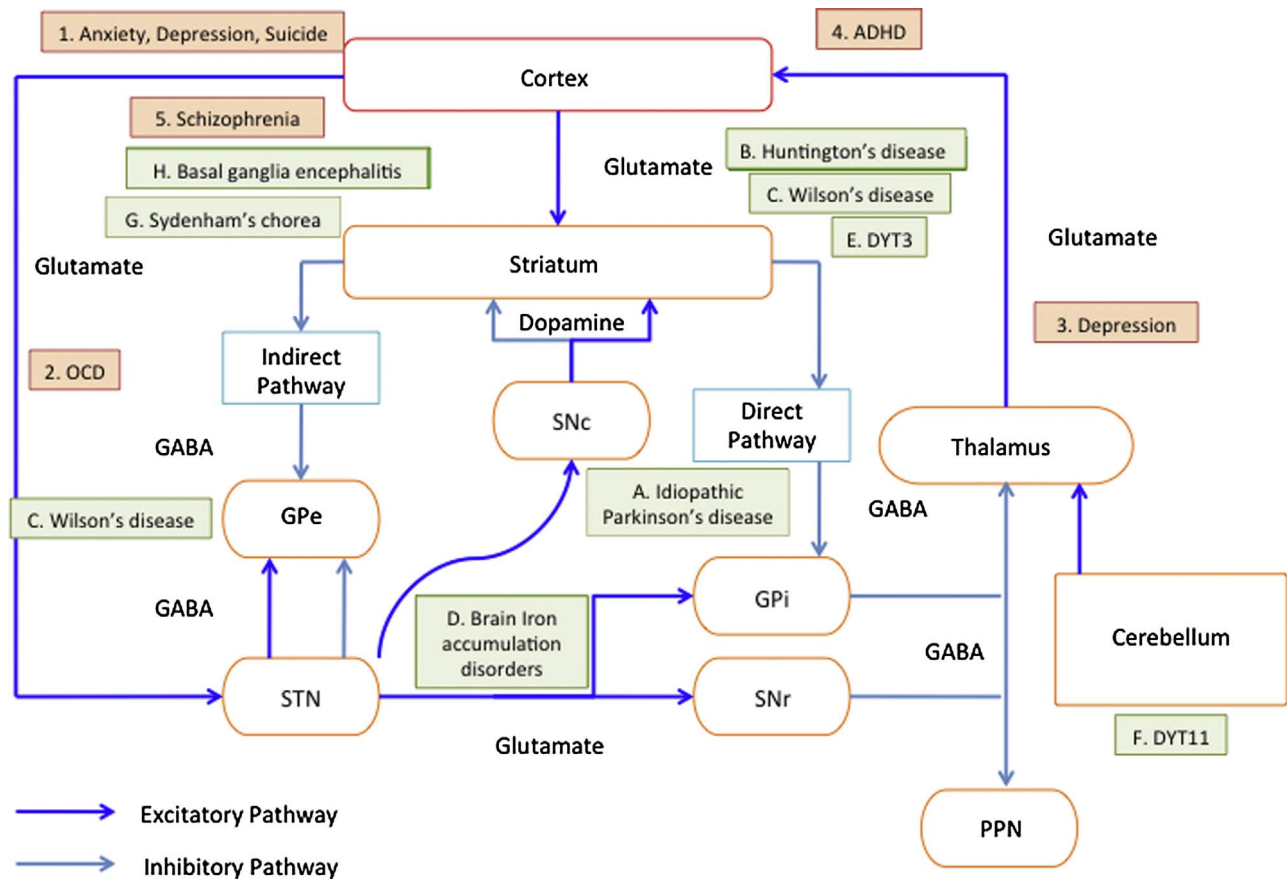 1. Anxiety, Depression, Suicide
4. ADHD
Cortex
5. Schizophrenia
H. Basal ganglia encephalitis
G. Sydenham's chorea
Glutamate
B. Huntington's disease
C. Wilson's disease
E. DYT3
Glutamate
Glutamate
Striatum
Dopamine
3. Depression
2. OCD
Indirect
Pathway
SNc
Direct
Pathway
Thalamus
GABA
C. Wilson's disease
GPe
A. Idiopathic
Parkinson's disease
GABA
GABA
D. Brain Iron
accumulation
disorders
GPi
Cerebellum
GABA
STN
SNr
Glutamate
F. DYT11
Excitatory Pathway
PPN
Inhibitory Pathway